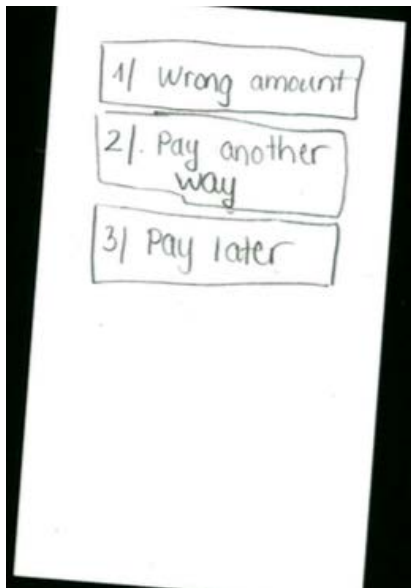 1/ Wrong amount
2/. Pay another
way
3/ Pay later